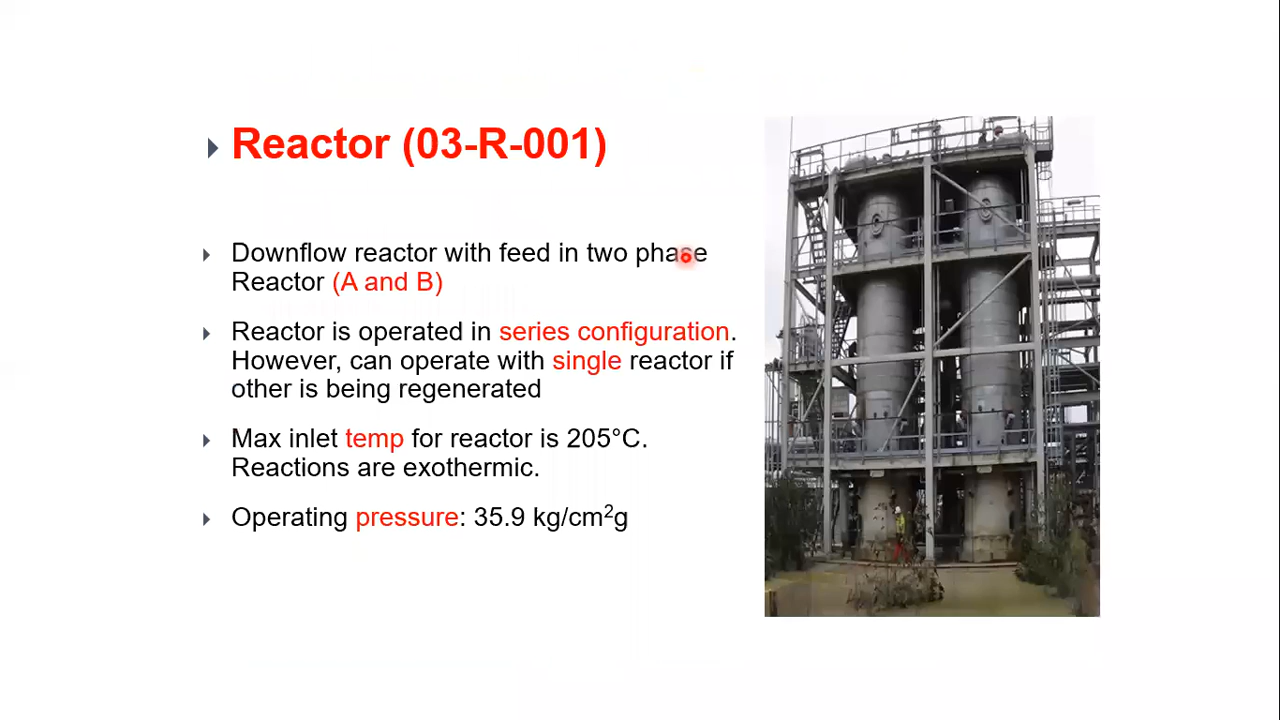 Reactor (03-R-001)
Downflow reactor with feed in two phase
Reactor (A and B)
Reactor is operated in series configuration.
However, can operate with single reactor if
other is being regenerated
Max inlet temp for reactor is 205°C.
Reactions are exothermic.
Operating pressure: 35.9 kg/cm²g